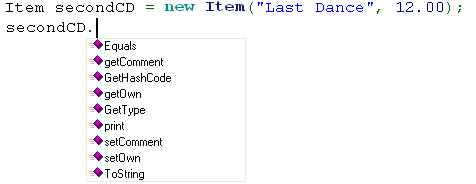 Item secondCD = new Item("Last Dance", 12.00);
secondCD.
Equals
getComment
GetHashCode
getOwn
GetType
print
setComment
setOwn
ToString